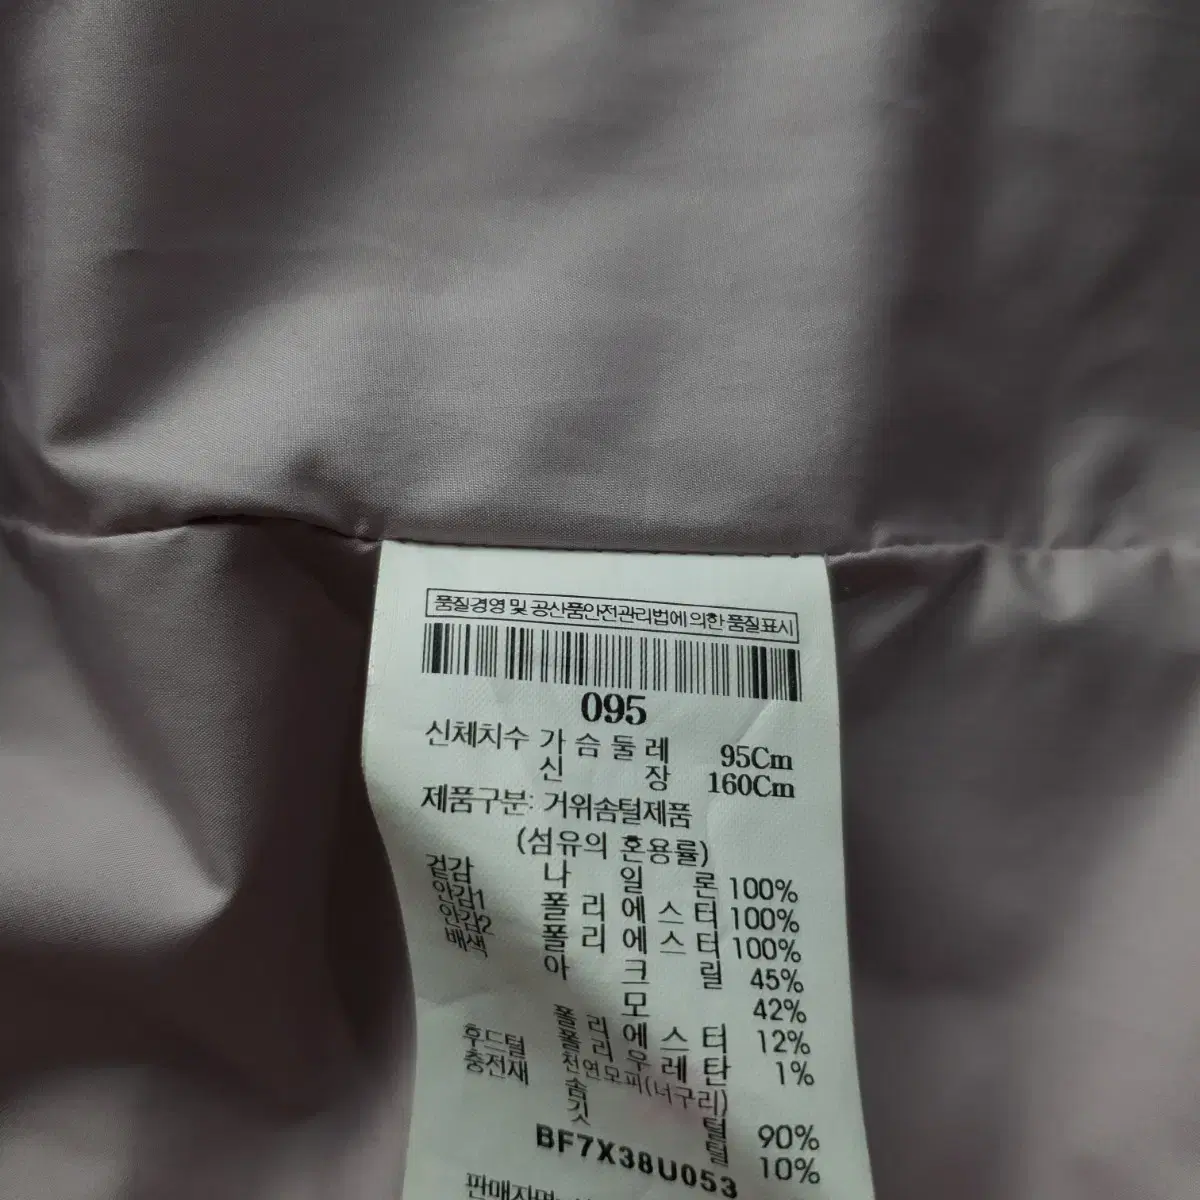 품질경영 및 공산품안전관리법에 의한 품질표시
095
신체치수 가 슴 둘 레 95Cm
신 장 160Cm
제품구분: 거위솜털제품
(섬유의 혼용률)
겉감 나 일 론 100%
안감1 폴 리 에 스 터 100%
안감2 폴 리 에 스 터 100%
배색 아 크 릴 45%
모 42%
폴 리 에 스 터 12%
폴 리 우 레 탄 1%
후드털 천연모피(너구리)
충전재 솜 털 90%
깃 털 10%
BF7X38U053
판매자명: